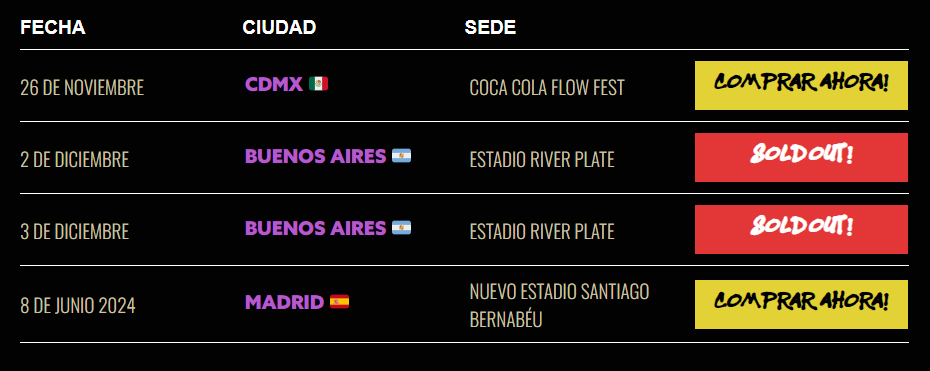 FECHA CIUDAD SEDE
26 DE NOVIEMBRE CDMX COCA COLA FLOW FEST COMPRAR AHORA!
2 DE DICIEMBRE BUENOS AIRES ESTADIO RIVER PLATE SOLD OUT!
3 DE DICIEMBRE BUENOS AIRES ESTADIO RIVER PLATE SOLD OUT!
8 DE JUNIO 2024 MADRID NUEVO ESTADIO SANTIAGO
BERNABÉU COMPRAR AHORA!